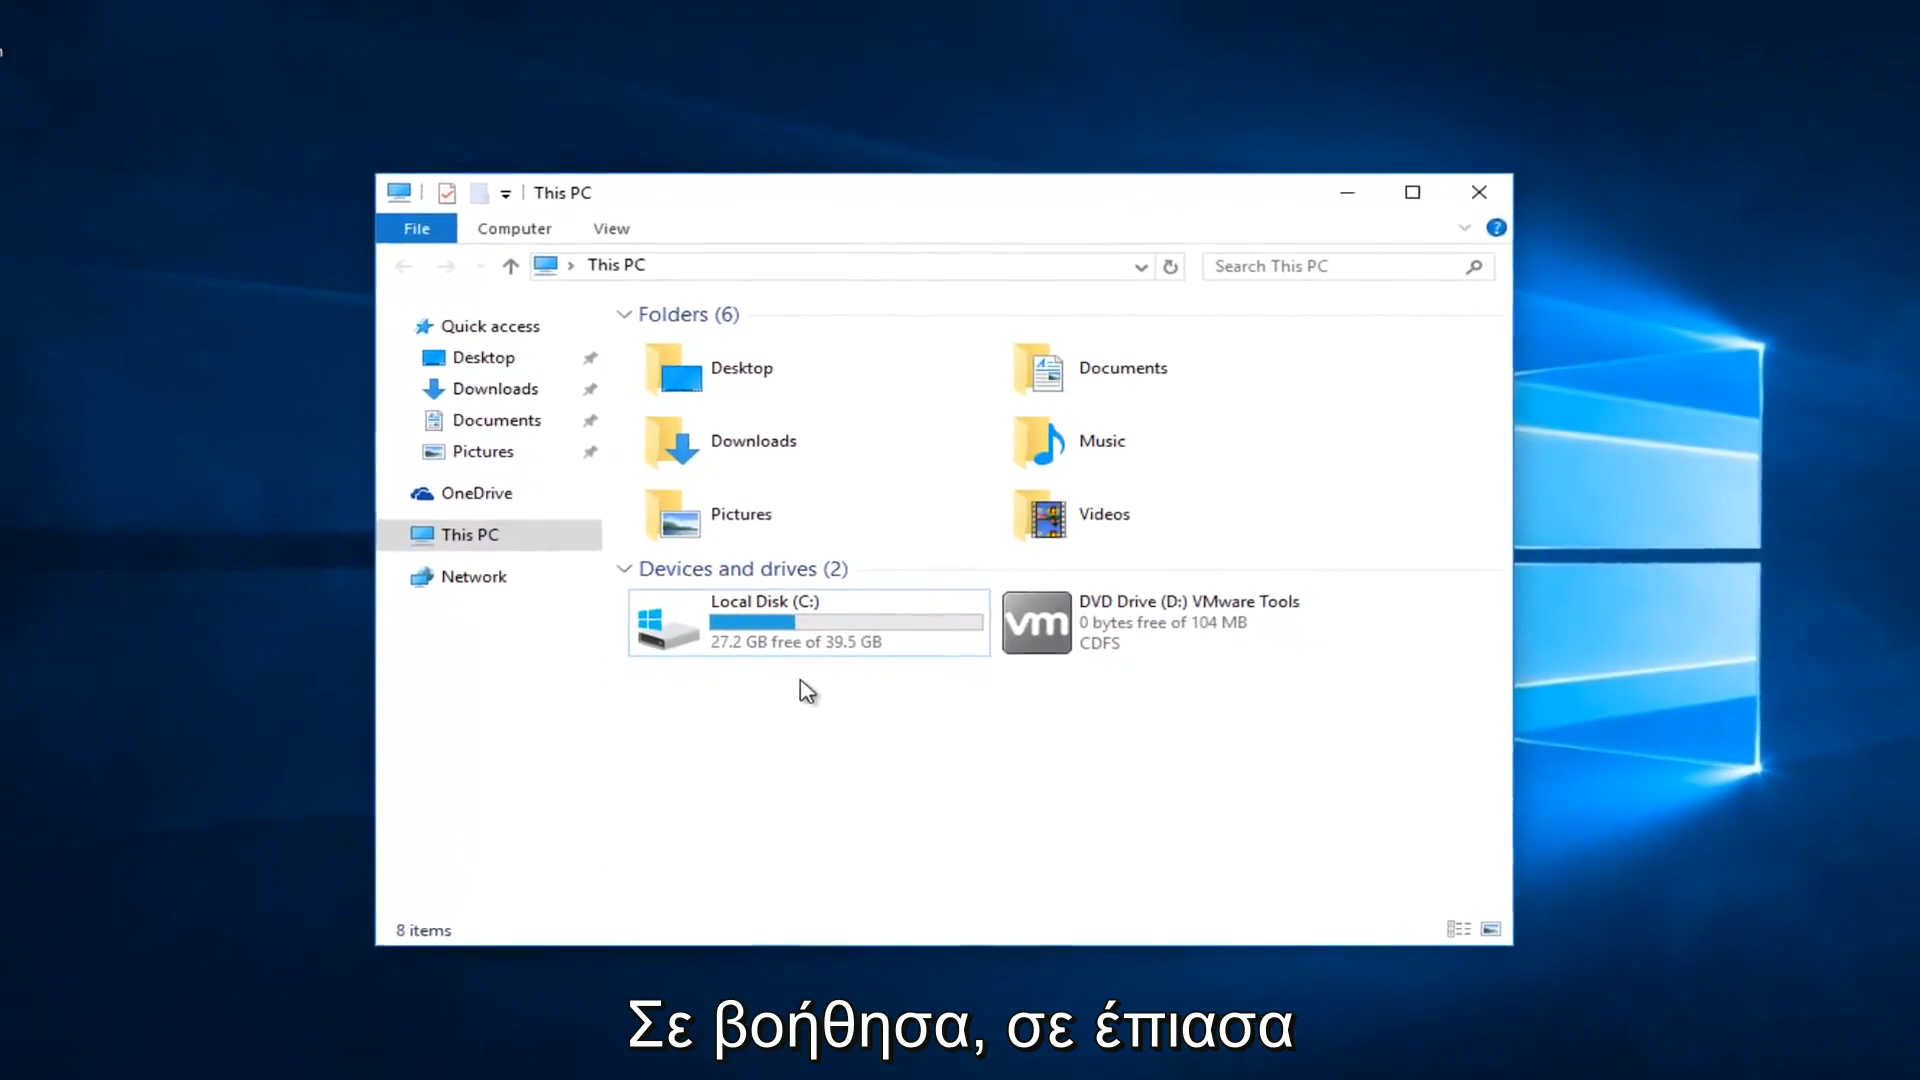 This PC
File Computer View
This PC
Search This PC
Quick access
Desktop
Downloads
Documents
Pictures
OneDrive
This PC
Network
Folders (6)
Desktop
Documents
Downloads
Music
Pictures
Videos
Devices and drives (2)
Local Disk (C:)
27.2 GB free of 39.5 GB
vm
DVD Drive (D:) VMware Tools
0 bytes free of 104 MB
CDFS
8 items
Σε βοήθησα, σε έπιασα